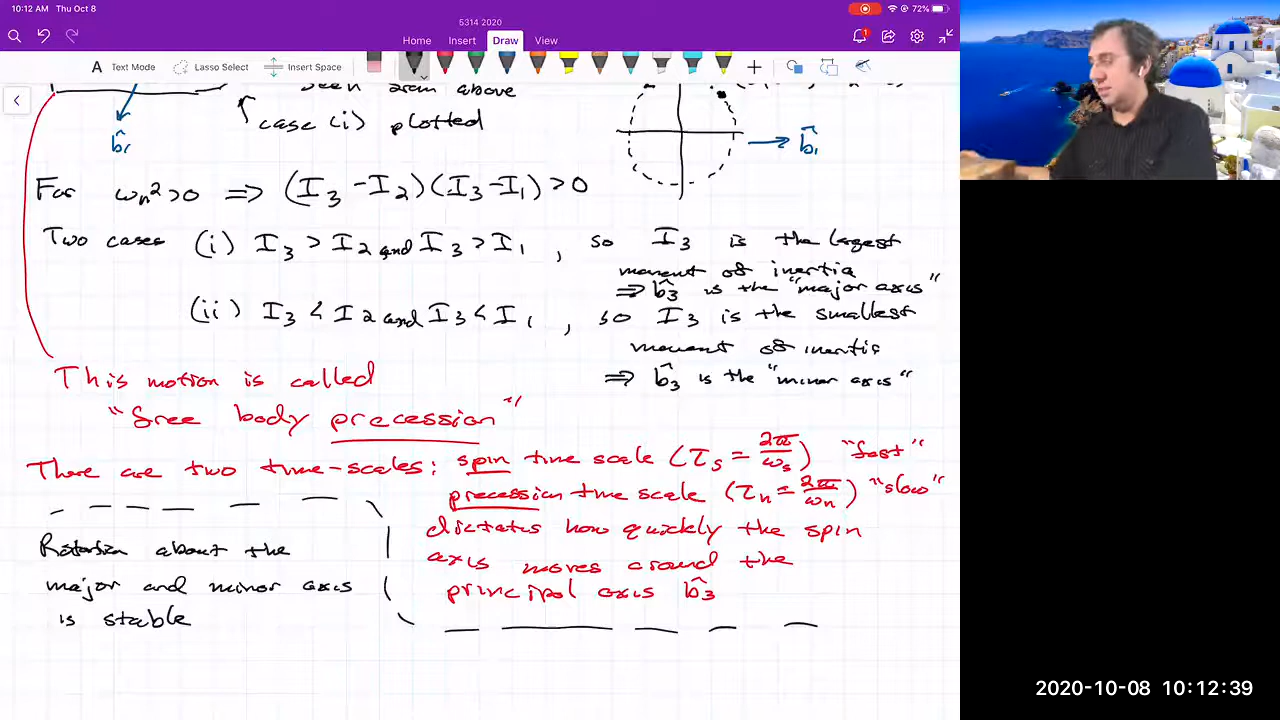 10:12 AM Thu Oct 8
72%
5314 2020
Home Insert Draw View
1
A Text Mode Lasso Select Insert Space
seen from above
case (i) plotted
b̂₁
b̂₁
For ωn² > 0 ⟹ (I₃ - I₂)(I₃ - I₁) > 0
Two cases (i) I₃ > I₂ and I₃ > I₁ , so I₃ is the largest
moment of inertia
⟹ b̂₃ is the "major axis"
(ii) I₃ < I₂ and I₃ < I₁ , so I₃ is the smallest
moment of inertia
⟹ b̂₃ is the "minor axis"
This motion is called
"free body precession"
There are two time-scales: spin time scale (τs = 2π/ωs) "fast"
precession time scale (τn = 2π/ωn) "slow"
dictates how quickly the spin
axis moves around the
principal axis b̂₃
Rotation about the
major and minor axis
is stable
2020-10-08 10:12:39